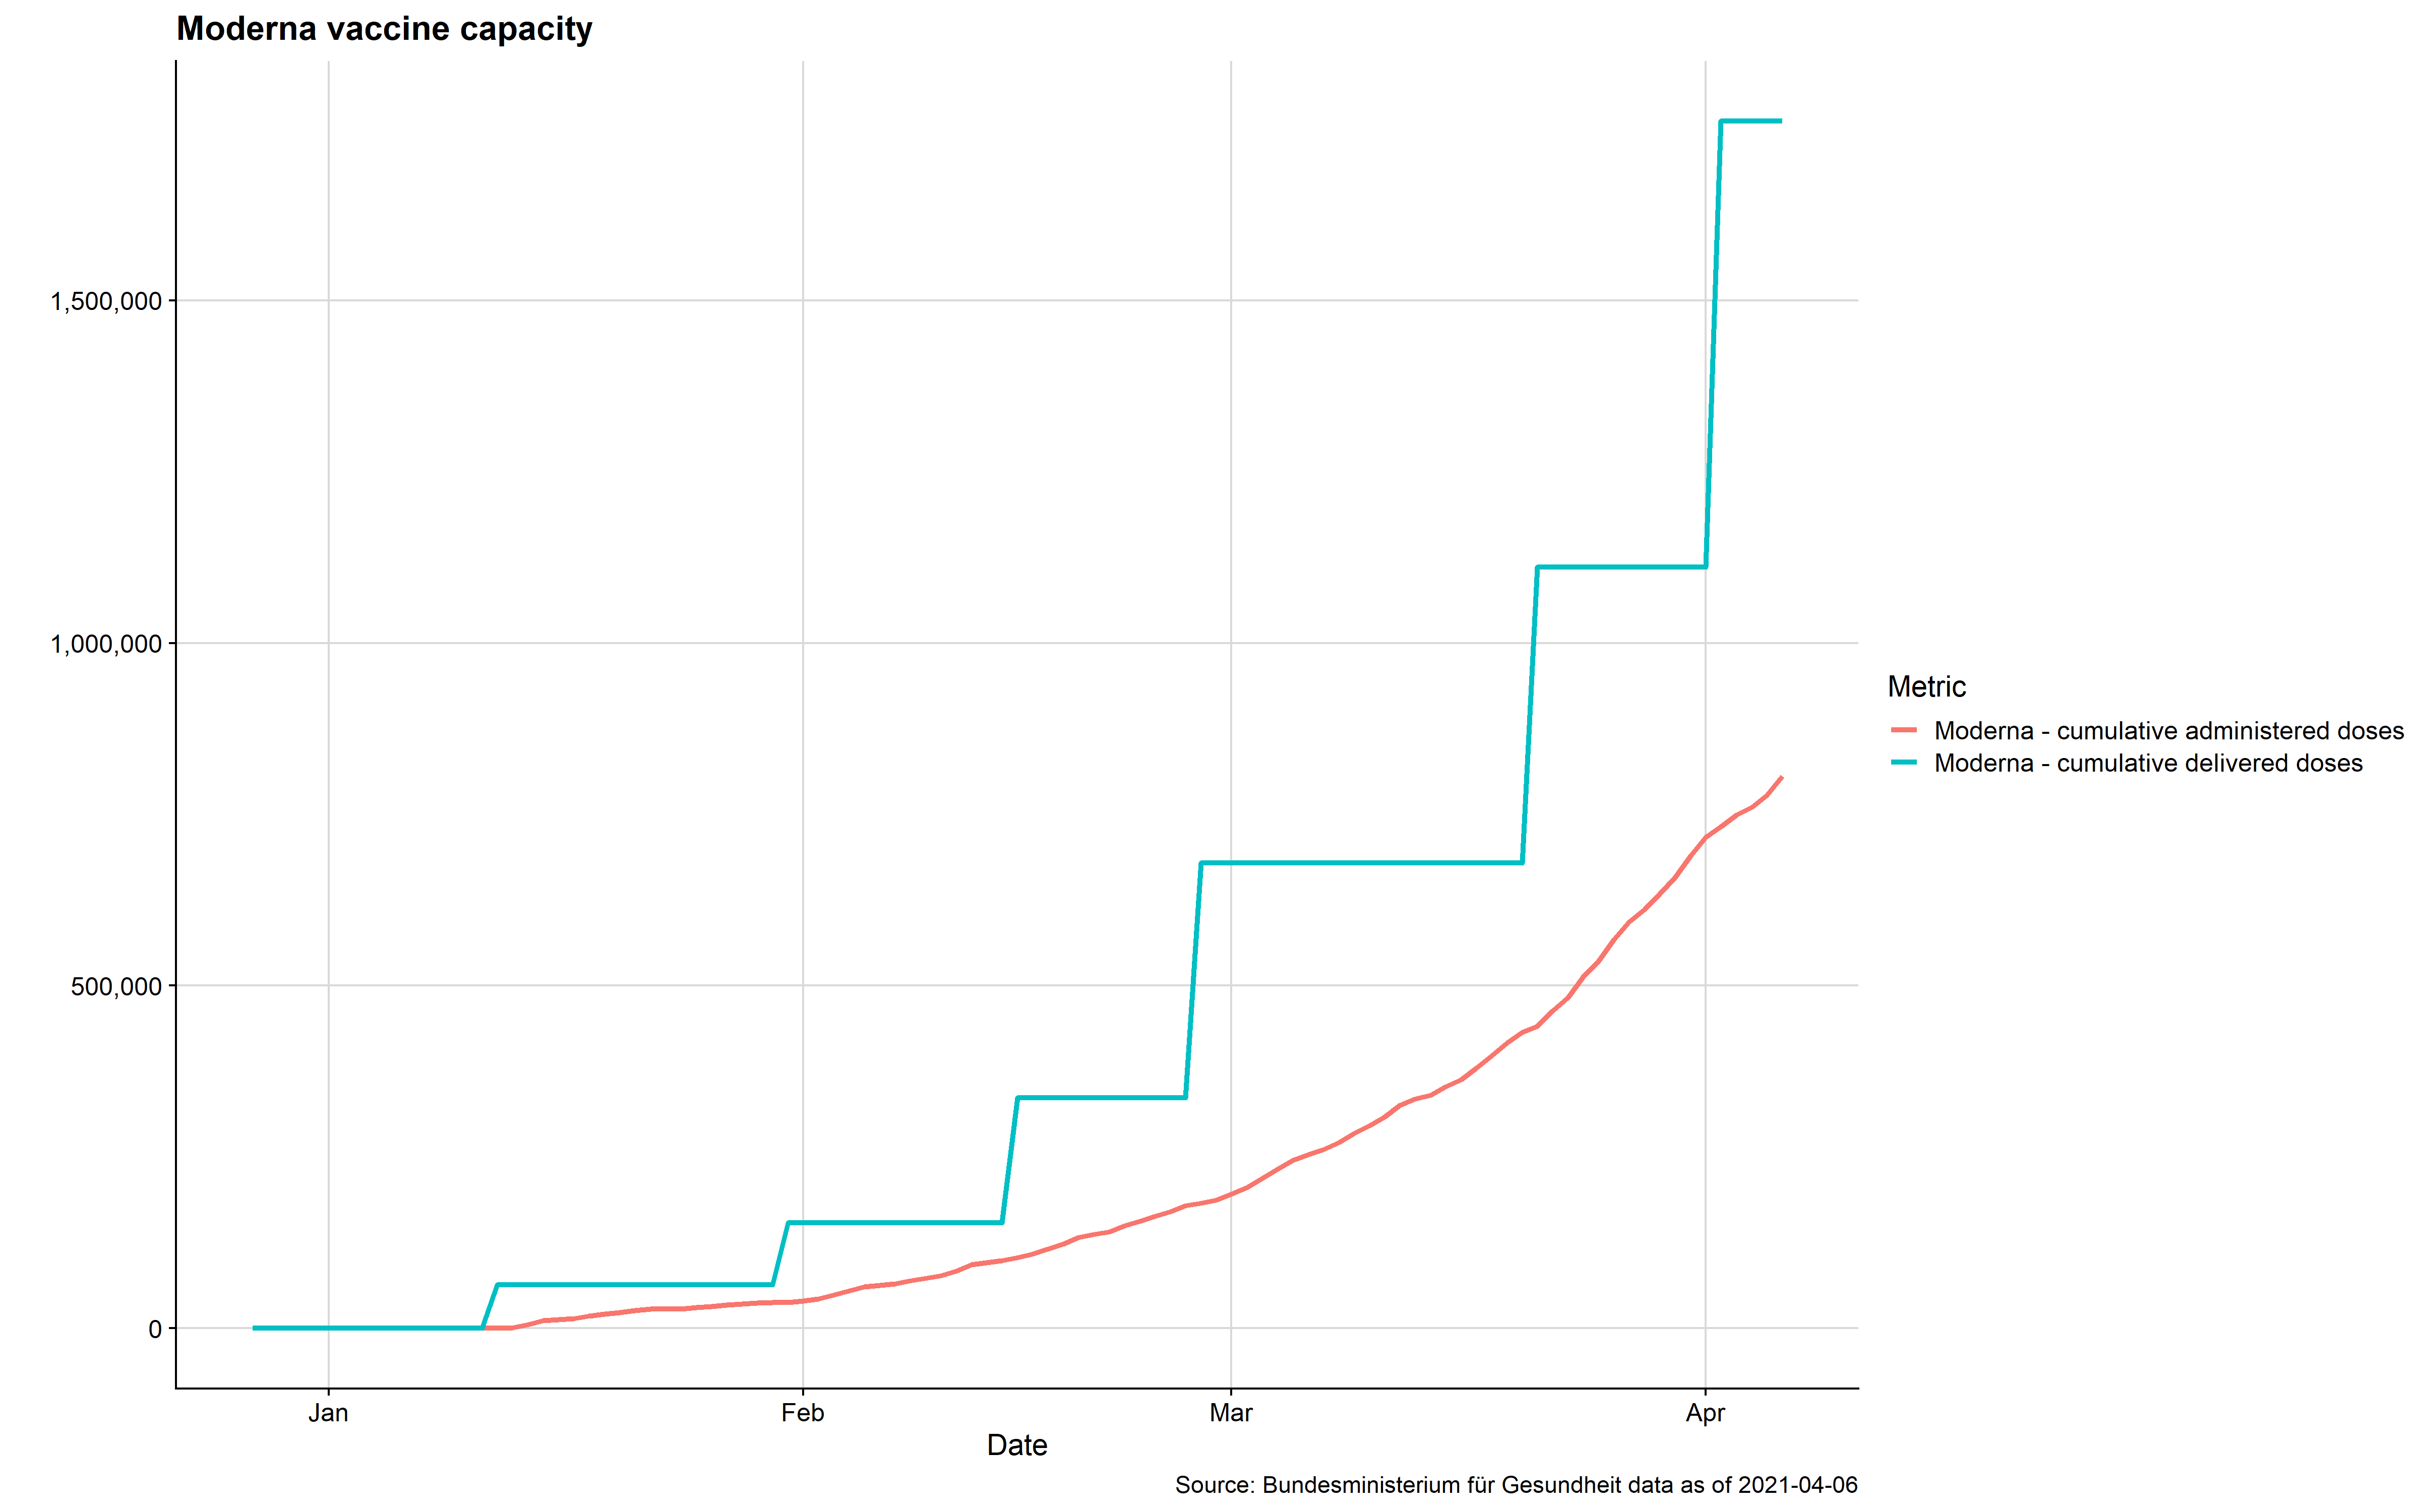 Moderna vaccine capacity
1,500,000
1,000,000
500,000
0
Jan
Feb
Mar
Apr
Date
Metric
Moderna - cumulative administered doses
Moderna - cumulative delivered doses
Source: Bundesministerium für Gesundheit data as of 2021-04-06